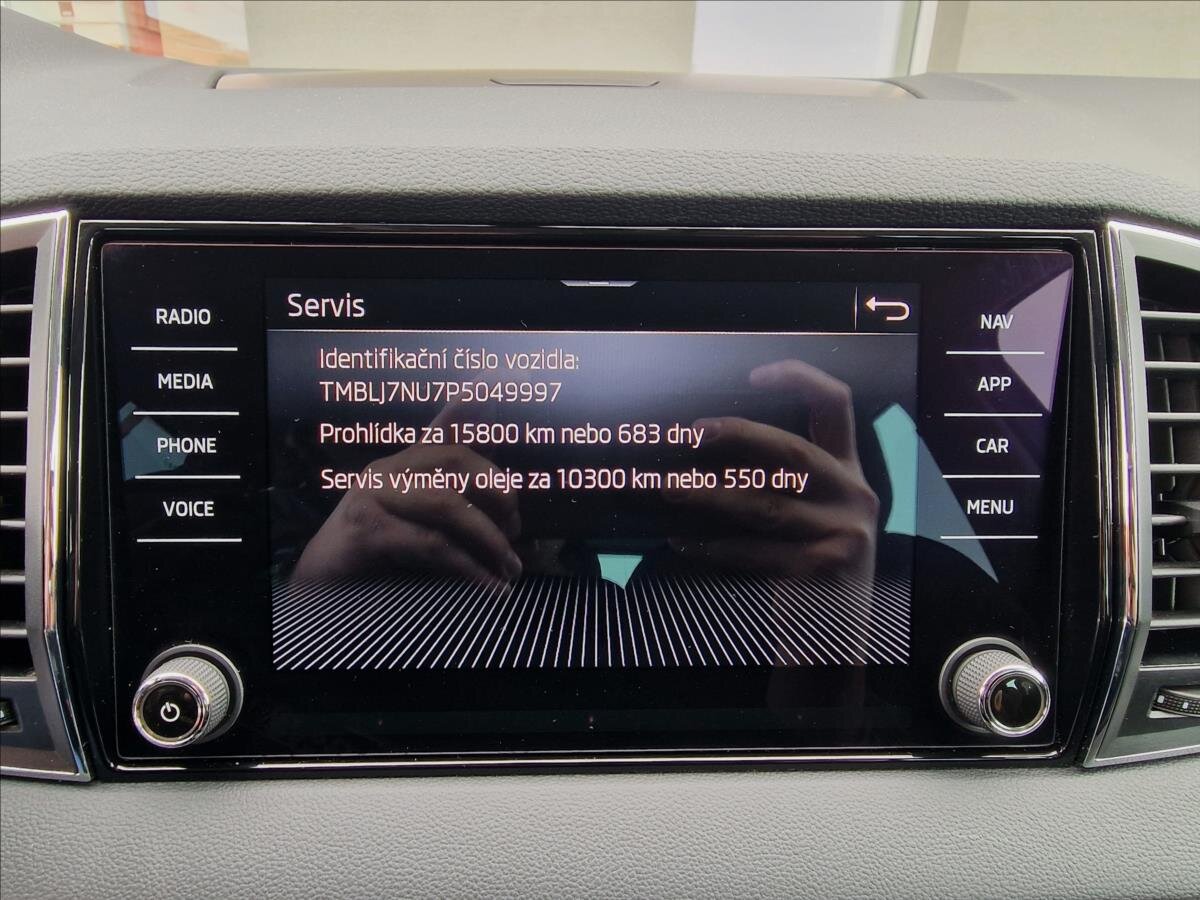 Servis
RADIO
MEDIA
PHONE
VOICE
Identifikační číslo vozidla:
TMBLJ7NU7P5049997
Prohlídka za 15800 km nebo 683 dny
Servis výměny oleje za 10300 km nebo 550 dny
NAV
APP
CAR
MENU